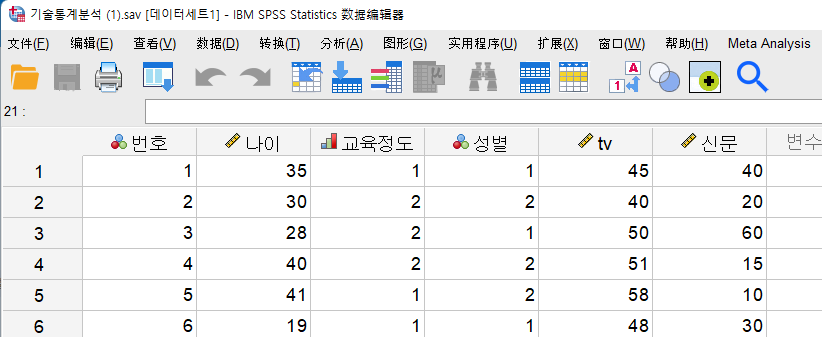 기술통계분석 (1).sav [데이터세트1] - IBM SPSS Statistics 数据编辑器
文件(F) 编辑(E) 查看(V) 数据(D) 转换(T) 分析(A) 图形(G) 实用程序(U) 扩展(X) 窗口(W) 帮助(H) Meta Analysis
A
1
21 :
번호 나이 교육정도 성별 tv 신문 변수
1 1 35 1 1 45 40
2 2 30 2 2 40 20
3 3 28 2 1 50 60
4 4 40 2 2 51 15
5 5 41 1 2 58 10
6 6 19 1 1 48 30